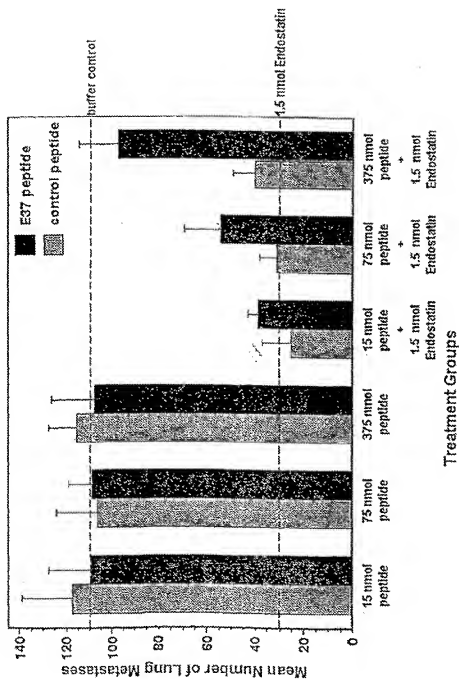 E37 peptide
control peptide
buffer control
1.5 nmol Endostatin
Mean Number of Lung Metastases
140
120
100
80
60
40
20
0
15 nmol
peptide
75 nmol
peptide
375 nmol
peptide
15 nmol
peptide
+
1.5 nmol
Endostatin
75 nmol
peptide
+
1.5 nmol
Endostatin
375 nmol
peptide
+
1.5 nmol
Endostatin
Treatment Groups